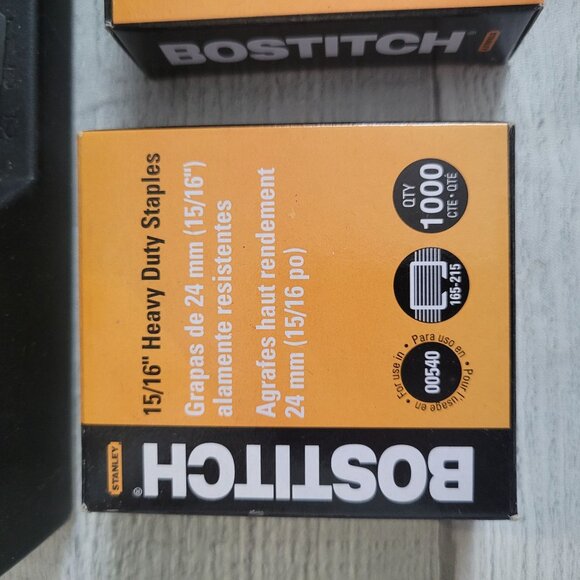 BOSTITCH®
STANLEY
15/16" Heavy Duty Staples
Grapas de 24 mm (15/16")
alamente resistentes
Agrafes haut rendement
24 mm (15/16 po)
QTY
1000
CTE • QTÉ
165-215
For use in • Para uso en • Pour l'usage en •
00540
STANLEY
BOSTITCH®